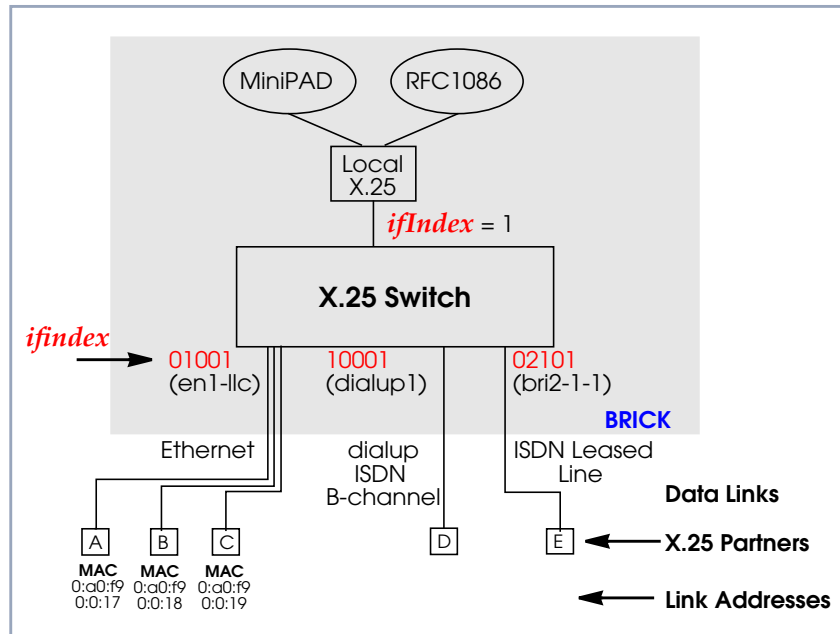 MiniPAD
RFC1086
Local
X.25
ifIndex = 1
X.25 Switch
ifindex
01001
(en1-llc)
10001
(dialup1)
02101
(bri2-1-1)
BRICK
Ethernet
dialup
ISDN
B-channel
ISDN Leased
Line
Data Links
A
B
C
D
E
X.25 Partners
MAC
0:a0:f9
0:0:17
MAC
0:a0:f9
0:0:18
MAC
0:a0:f9
0:0:19
Link Addresses